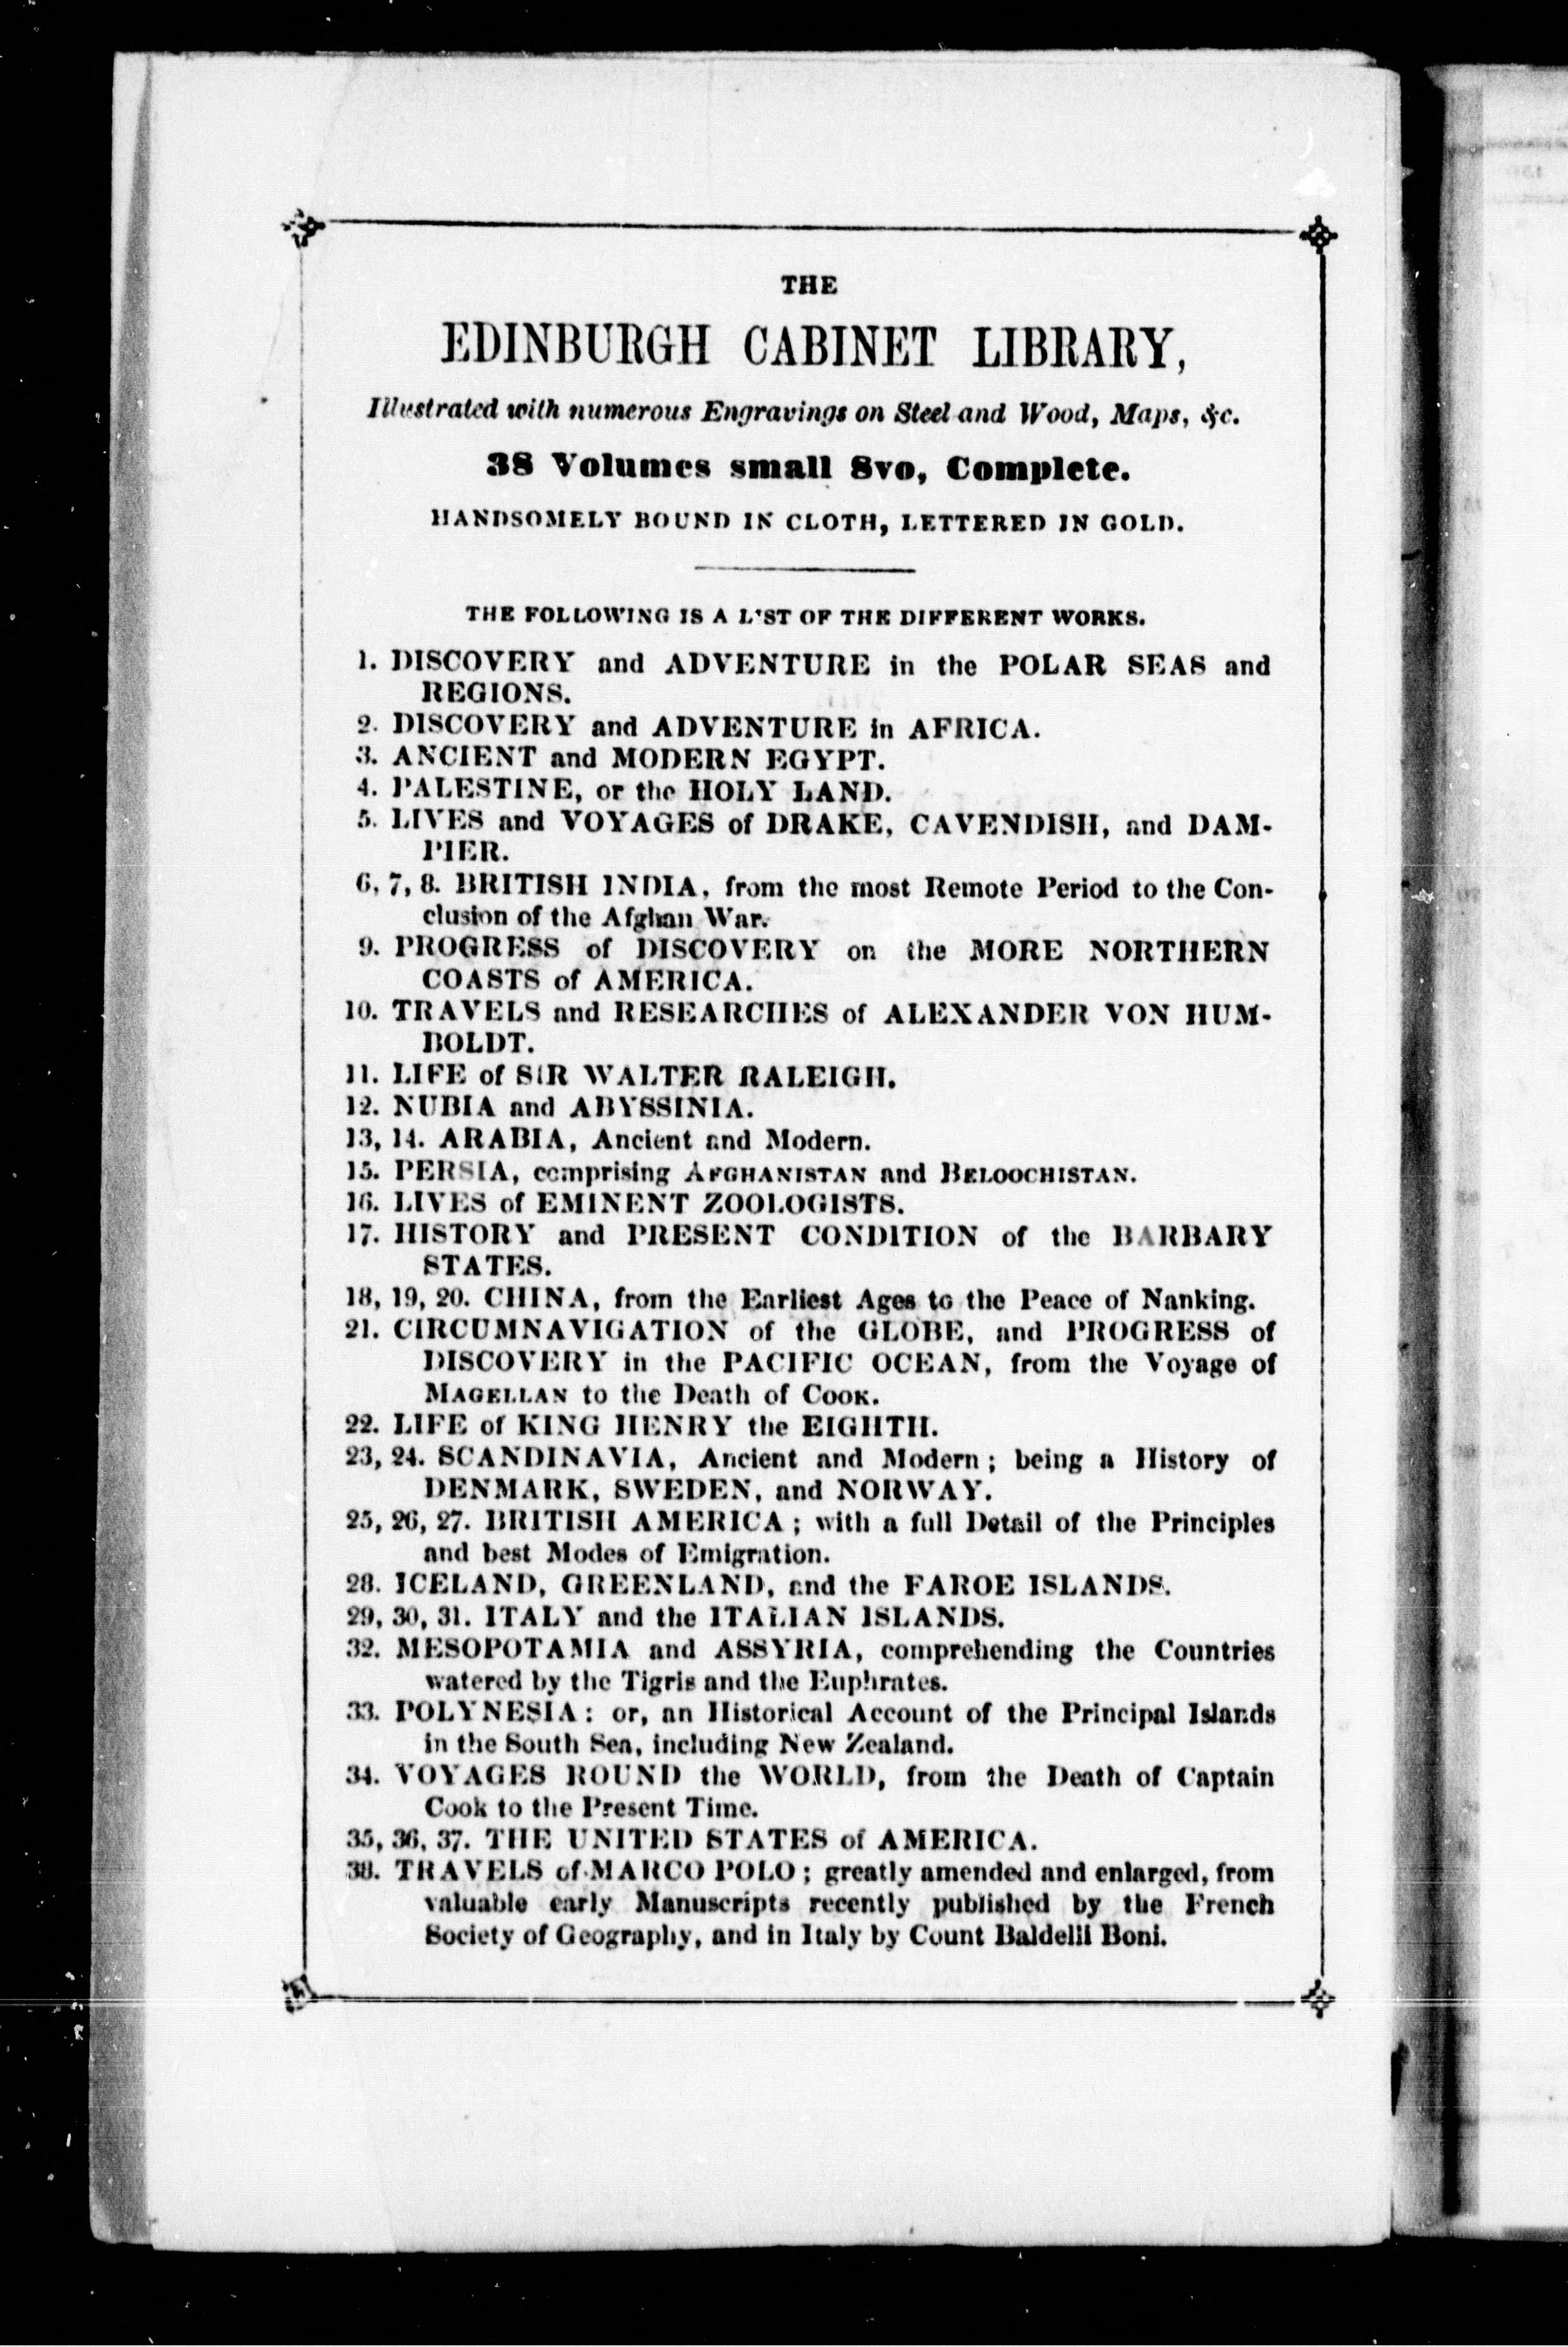 THE
EDINBURGH CABINET LIBRARY,
Illustrated with numerous Engravings on Steel and Wood, Maps, &c.
38 Volumes small 8vo, Complete.
HANDSOMELY BOUND IN CLOTH, LETTERED IN GOLD.
THE FOLLOWING IS A L'ST OF THE DIFFERENT WORKS.
1. DISCOVERY and ADVENTURE in the POLAR SEAS and
REGIONS.
2. DISCOVERY and ADVENTURE in AFRICA.
3. ANCIENT and MODERN EGYPT.
4. PALESTINE, or the HOLY LAND.
5. LIVES and VOYAGES of DRAKE, CAVENDISH, and DAM-
PIER.
6, 7, 8. BRITISH INDIA, from the most Remote Period to the Con-
clusion of the Afghan War.
9. PROGRESS of DISCOVERY on the MORE NORTHERN
COASTS of AMERICA.
10. TRAVELS and RESEARCHES of ALEXANDER VON HUM-
BOLDT.
11. LIFE of SIR WALTER RALEIGH.
12. NUBIA and ABYSSINIA.
13, 14. ARABIA, Ancient and Modern.
15. PERSIA, comprising AFGHANISTAN and BELOOCHISTAN.
16. LIVES of EMINENT ZOOLOGISTS.
17. HISTORY and PRESENT CONDITION of the BARBARY
STATES.
18, 19, 20. CHINA, from the Earliest Ages to the Peace of Nanking.
21. CIRCUMNAVIGATION of the GLOBE, and PROGRESS of
DISCOVERY in the PACIFIC OCEAN, from the Voyage of
MAGELLAN to the Death of COOK.
22. LIFE of KING HENRY the EIGHTH.
23, 24. SCANDINAVIA, Ancient and Modern; being a History of
DENMARK, SWEDEN, and NORWAY.
25, 26, 27. BRITISH AMERICA; with a full Detail of the Principles
and best Modes of Emigration.
28. ICELAND, GREENLAND, and the FAROE ISLANDS.
29, 30, 31. ITALY and the ITALIAN ISLANDS.
32. MESOPOTAMIA and ASSYRIA, comprehending the Countries
watered by the Tigris and the Euphrates.
33. POLYNESIA: or, an Historical Account of the Principal Islands
in the South Sea, including New Zealand.
34. VOYAGES ROUND the WORLD, from the Death of Captain
Cook to the Present Time.
35, 36, 37. THE UNITED STATES of AMERICA.
38. TRAVELS of MARCO POLO; greatly amended and enlarged, from
valuable early Manuscripts recently published by the French
Society of Geography, and in Italy by Count Baldelli Boni.